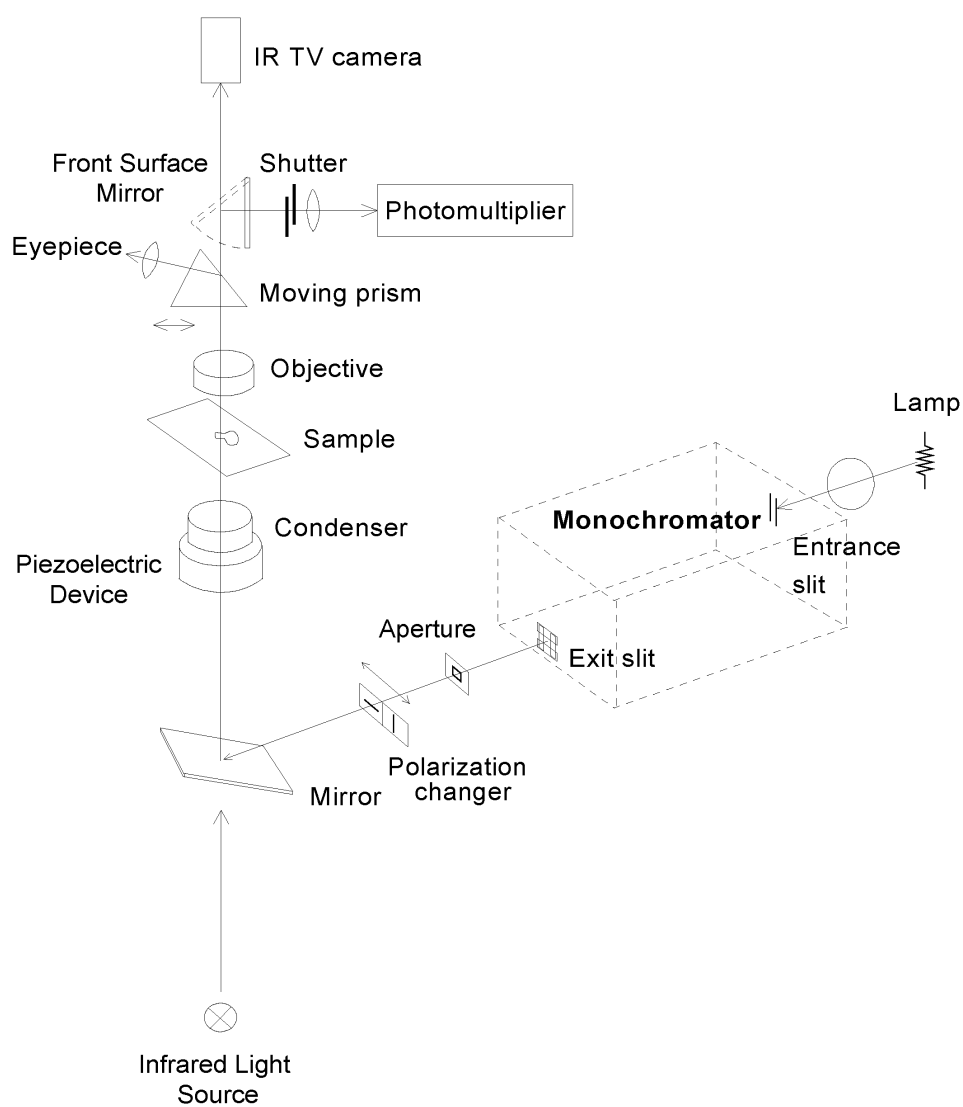 IR TV camera
Front Surface
Mirror
Shutter
Photomultiplier
Eyepiece
Moving prism
Objective
Lamp
Sample
Monochromator
Condenser
Entrance
slit
Piezoelectric
Device
Aperture
Exit slit
Polarization
changer
Mirror
Infrared Light
Source